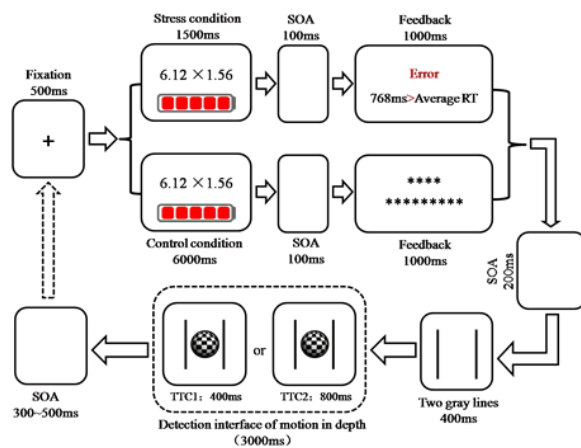 Stress condition
1500ms
SOA
100ms
Feedback
1000ms
Fixation
500ms
+
6.12 ×1.56
Error
768ms>Average RT
6.12 ×1.56
****
*********
Control condition
6000ms
SOA
100ms
Feedback
1000ms
SOA
200ms
or
TTC1：400ms
TTC2：800ms
SOA
300~500ms
Two gray lines
400ms
Detection interface of motion in depth
（3000ms）